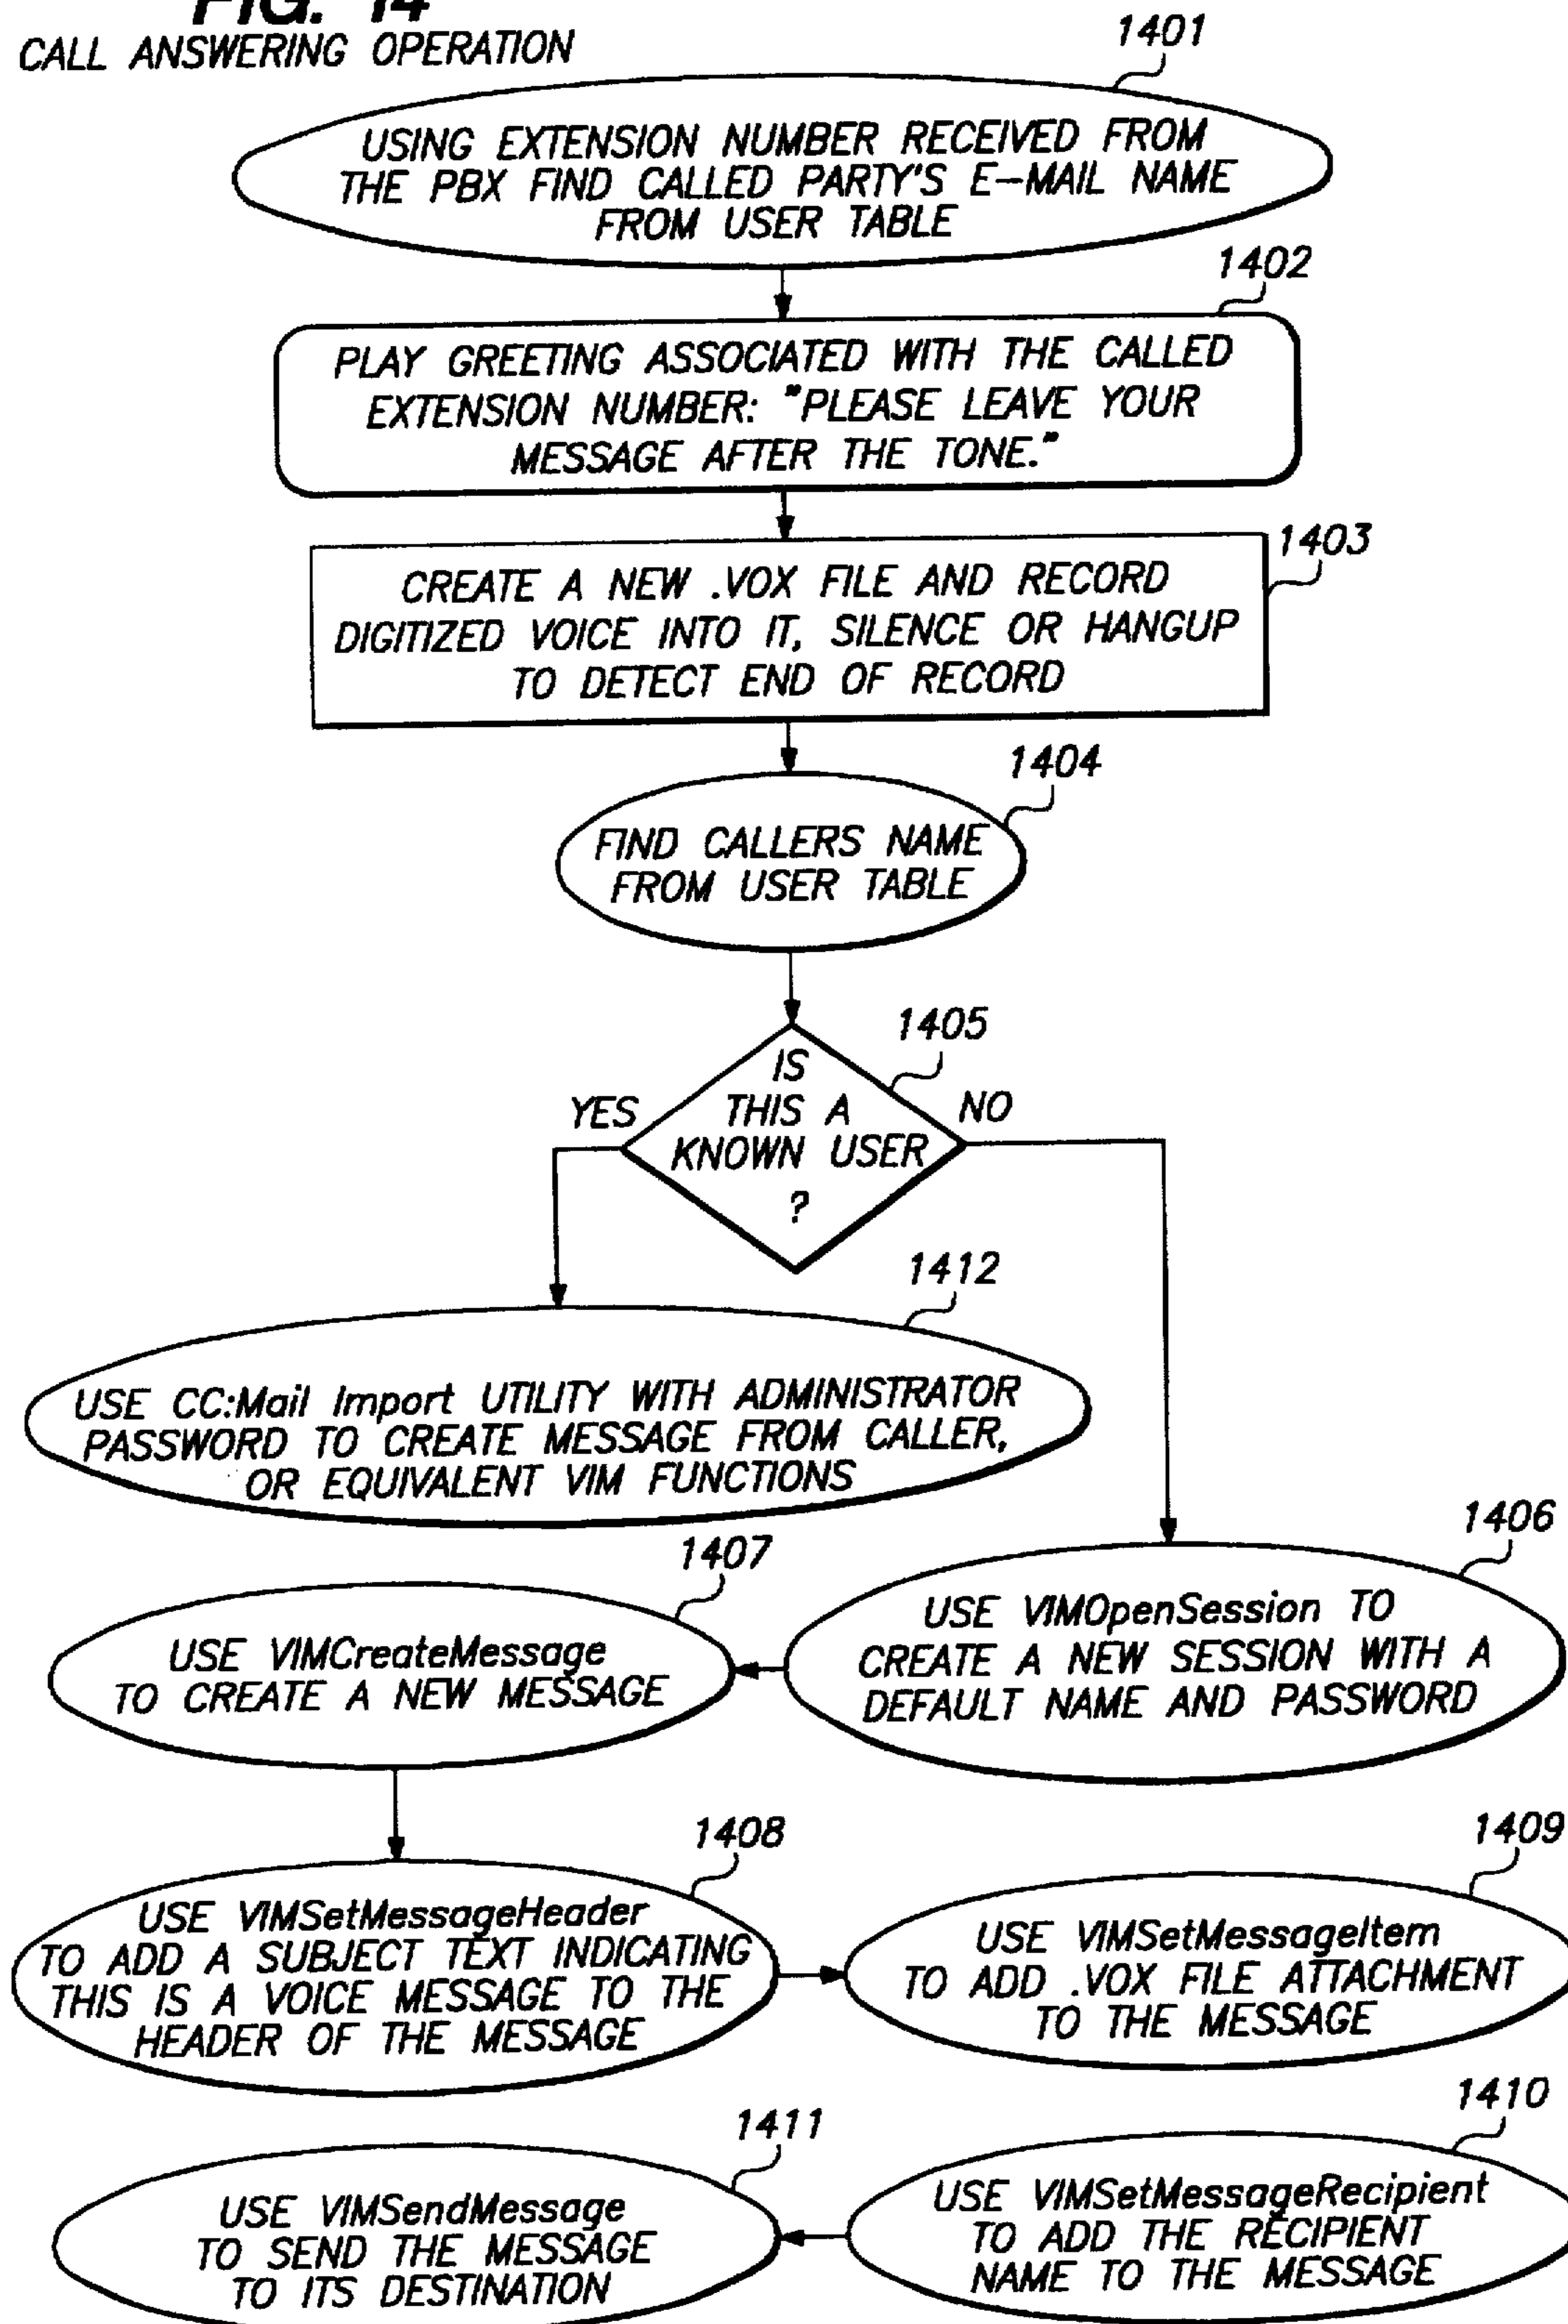 FIG. 14
CALL ANSWERING OPERATION
1401
USING EXTENSION NUMBER RECEIVED FROM
THE PBX FIND CALLED PARTY'S E-MAIL NAME
FROM USER TABLE
1402
PLAY GREETING ASSOCIATED WITH THE CALLED
EXTENSION NUMBER: "PLEASE LEAVE YOUR
MESSAGE AFTER THE TONE."
1403
CREATE A NEW .VOX FILE AND RECORD
DIGITIZED VOICE INTO IT, SILENCE OR HANGUP
TO DETECT END OF RECORD
1404
FIND CALLERS NAME
FROM USER TABLE
1405
IS
THIS A
KNOWN USER
?
YES
NO
1412
USE CC:Mail Import UTILITY WITH ADMINISTRATOR
PASSWORD TO CREATE MESSAGE FROM CALLER,
OR EQUIVALENT VIM FUNCTIONS
1406
USE VIMOpenSession TO
CREATE A NEW SESSION WITH A
DEFAULT NAME AND PASSWORD
1407
USE VIMCreateMessage
TO CREATE A NEW MESSAGE
1408
USE VIMSetMessageHeader
TO ADD A SUBJECT TEXT INDICATING
THIS IS A VOICE MESSAGE TO THE
HEADER OF THE MESSAGE
1409
USE VIMSetMessageItem
TO ADD .VOX FILE ATTACHMENT
TO THE MESSAGE
1410
USE VIMSetMessageRecipient
TO ADD THE RECIPIENT
NAME TO THE MESSAGE
1411
USE VIMSendMessage
TO SEND THE MESSAGE
TO ITS DESTINATION